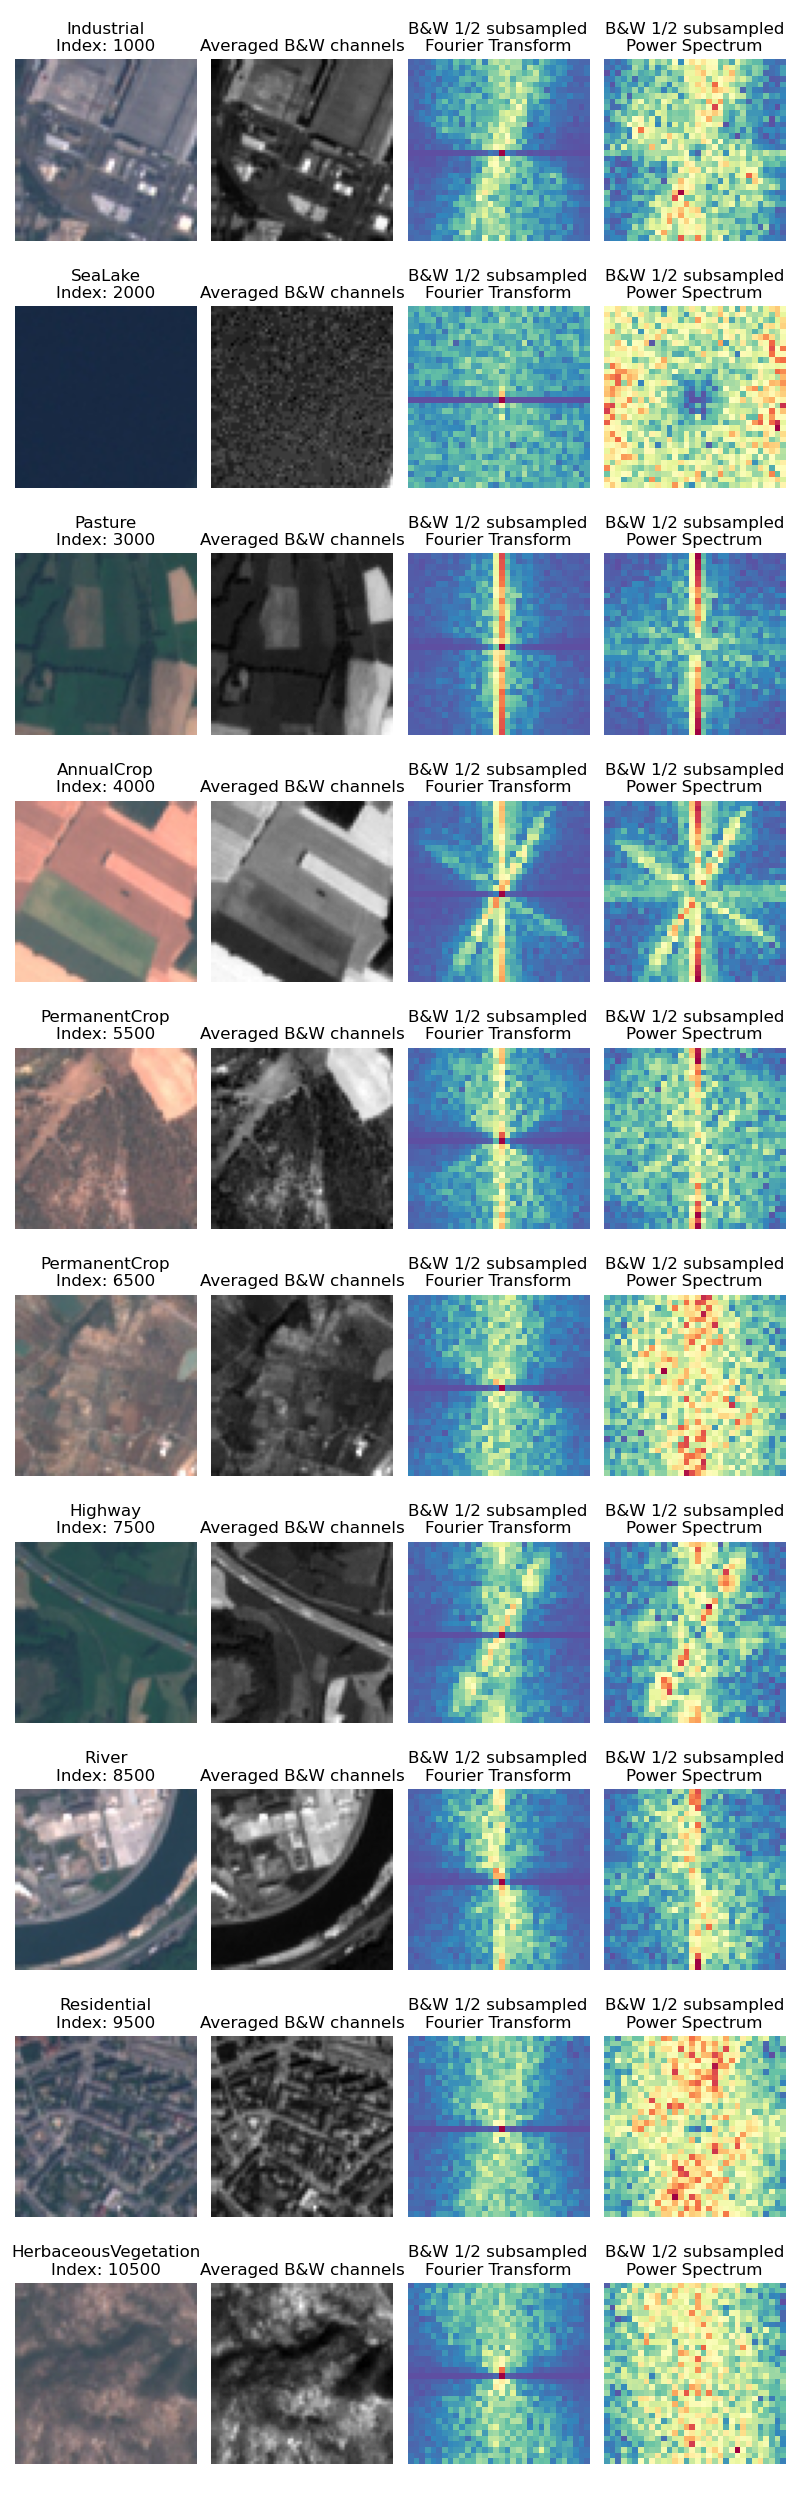 Industrial
Index: 1000
Averaged B&W channels
B&W 1/2 subsampled
Fourier Transform
B&W 1/2 subsampled
Power Spectrum
SeaLake
Index: 2000
Averaged B&W channels
B&W 1/2 subsampled
Fourier Transform
B&W 1/2 subsampled
Power Spectrum
Pasture
Index: 3000
Averaged B&W channels
B&W 1/2 subsampled
Fourier Transform
B&W 1/2 subsampled
Power Spectrum
AnnualCrop
Index: 4000
Averaged B&W channels
B&W 1/2 subsampled
Fourier Transform
B&W 1/2 subsampled
Power Spectrum
PermanentCrop
Index: 5500
Averaged B&W channels
B&W 1/2 subsampled
Fourier Transform
B&W 1/2 subsampled
Power Spectrum
PermanentCrop
Index: 6500
Averaged B&W channels
B&W 1/2 subsampled
Fourier Transform
B&W 1/2 subsampled
Power Spectrum
Highway
Index: 7500
Averaged B&W channels
B&W 1/2 subsampled
Fourier Transform
B&W 1/2 subsampled
Power Spectrum
River
Index: 8500
Averaged B&W channels
B&W 1/2 subsampled
Fourier Transform
B&W 1/2 subsampled
Power Spectrum
Residential
Index: 9500
Averaged B&W channels
B&W 1/2 subsampled
Fourier Transform
B&W 1/2 subsampled
Power Spectrum
HerbaceousVegetation
Index: 10500
Averaged B&W channels
B&W 1/2 subsampled
Fourier Transform
B&W 1/2 subsampled
Power Spectrum